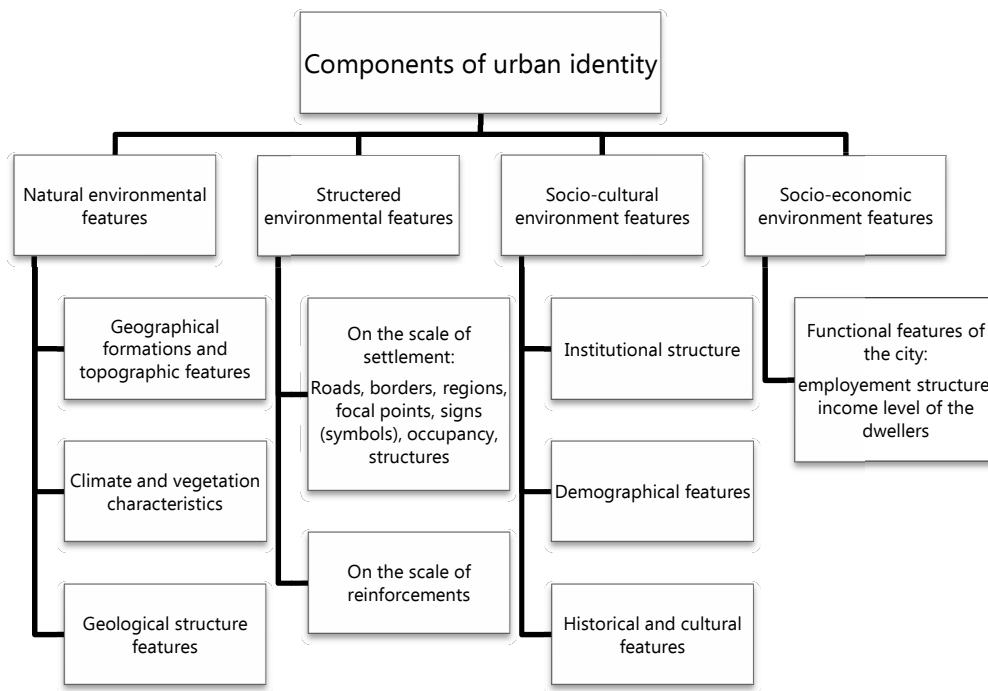 Components of urban identity
Natural environmental
features
Structered
environmental features
Socio-cultural
environment features
Socio-economic
environment features
Geographical
formations and
topographic features
Climate and vegetation
characteristics
Geological structure
features
On the scale of
settlement:
Roads, borders, regions,
focal points, signs
(symbols), occupancy,
structures
On the scale of
reinforcements
Institutional structure
Demographical features
Historical and cultural
features
Functional features of
the city:
employement structure
income level of the
dwellers